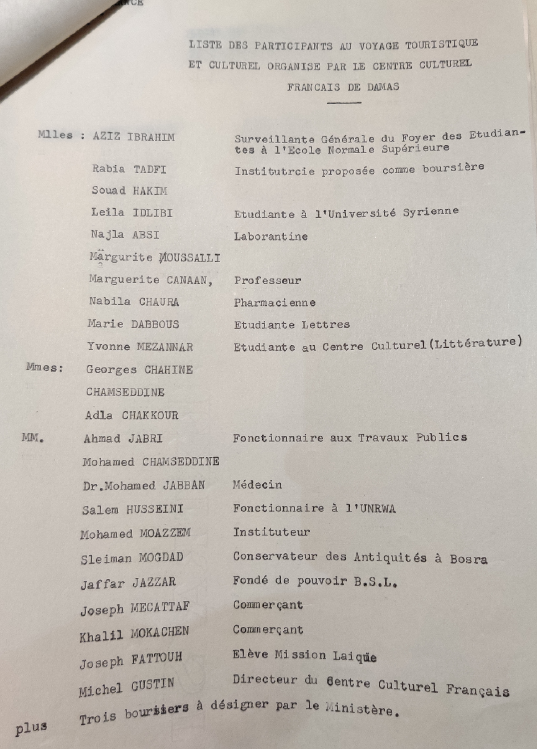 LISTE DES PARTICIPANTS AU VOYAGE TOURISTIQUE
ET CULTUREL ORGANISE PAR LE CENTRE CULTUREL
FRANCAIS DE DAMAS
Mlles : AZIZ IBRAHIM Surveillante Générale du Foyer des Etudian-
tes à l'Ecole Normale Supérieure
Rabia TADFI Institutrcie proposée comme boursière
Souad HAKIM
Leila IDLIBI Etudiante à l'Université Syrienne
Najla ABSI Laborantine
Margurite MOUSSALLI
Marguerite CANAAN, Professeur
Nabila CHAURA Pharmacienne
Marie DABBOUS Etudiante Lettres
Yvonne MEZANNAR Etudiante au Centre Culturel(Littérature)
Mmes: Georges CHAHINE
CHAMSEDDINE
Adla CHAKKOUR
MM. Ahmad JABRI Fonctionnaire aux Travaux Publics
Mohamed CHAMSEDDINE
Dr.Mohamed JABBAN Médecin
Salem HUSSEINI Fonctionnaire à l'UNRWA
Mohamed MOAZZEM Instituteur
Sleiman MOGDAD Conservateur des Antiquités à Bosra
Jaffar JAZZAR Fondé de pouvoir B.S.L.
Joseph MECATTAF Commerçant
Khalil MOKACHEN Commerçant
Joseph FATTOUH Elève Mission Laique
Michel GUSTIN Directeur du Centre Culturel Français
plus Trois boursiers à désigner par le Ministère.